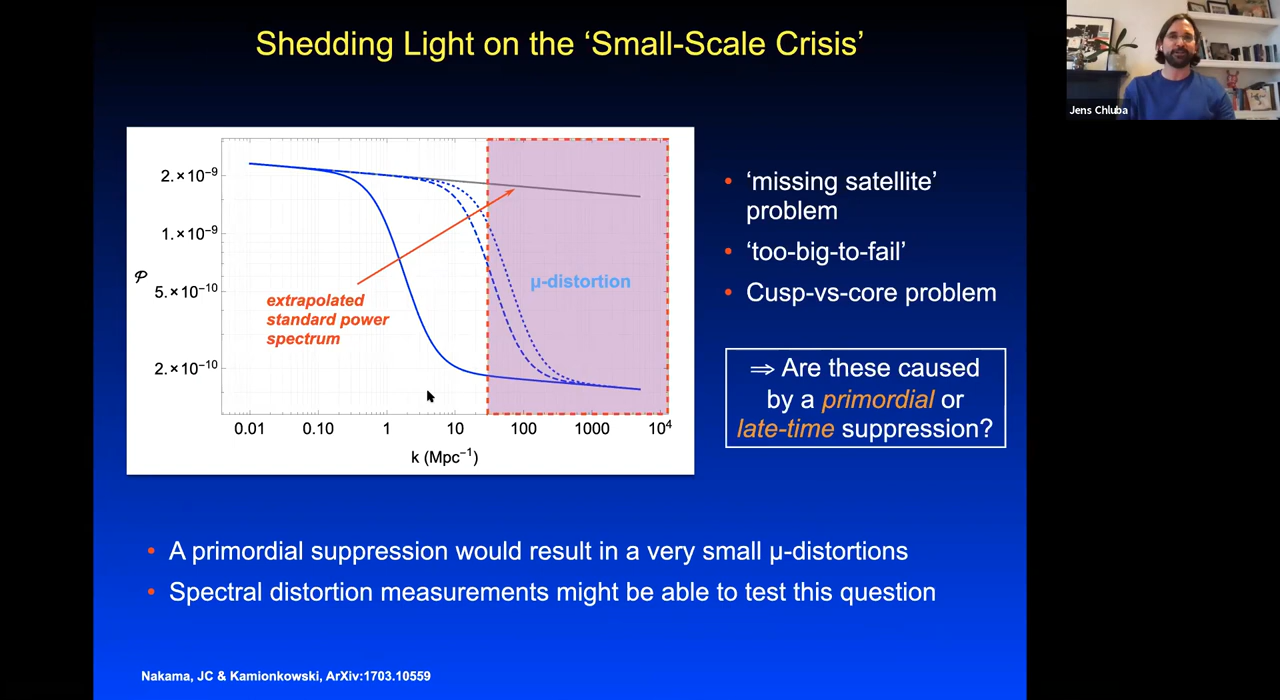 Shedding Light on the ‘Small-Scale Crisis’
Jens Chluba
2.×10⁻⁹
1.×10⁻⁹
𝒫
5.×10⁻¹⁰
2.×10⁻¹⁰
extrapolated
standard power
spectrum
μ-distortion
0.01 0.10 1 10 100 1000 10⁴
k (Mpc⁻¹)
• ‘missing satellite’
problem
• ‘too-big-to-fail’
• Cusp-vs-core problem
⇒ Are these caused
by a primordial or
late-time suppression?
• A primordial suppression would result in a very small μ-distortions
• Spectral distortion measurements might be able to test this question
Nakama, JC & Kamionkowski, ArXiv:1703.10559